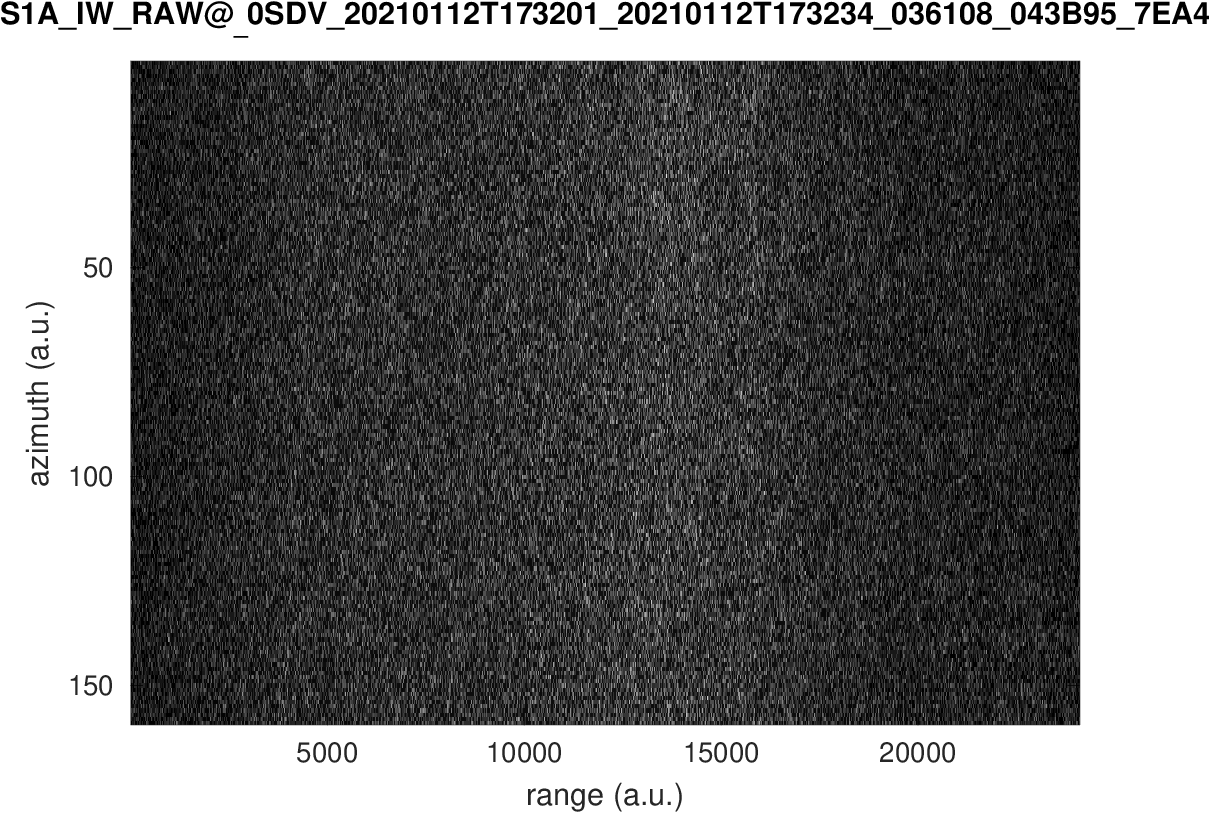 S1A_IW_RAW@_0SDV_20210112T173201_20210112T173234_036108_043B95_7EA4
50
100
150
azimuth (a.u.)
5000 10000 15000 20000
range (a.u.)